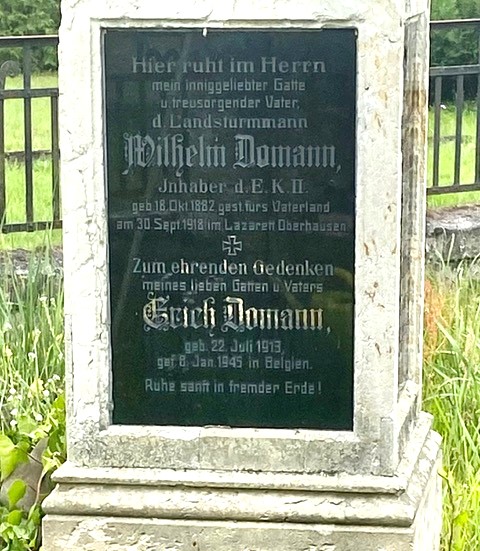 Hier ruht im Herrn
mein inniggeliebter Gatte
u. treusorgender Vater,
d. Landsturmmann
Wilhelm Domann,
Jnhaber d. E. K. II.
geb. 18. Okt. 1882 gest. fürs Vaterland
am 30. Sept. 1918 im Lazarett Oberhausen
Zum ehrenden Gedenken
meines lieben Gatten u. Vaters
Erich Domann,
geb. 22. Juli 1913,
gef. 8. Jan. 1945 in Belgien.
Ruhe sanft in fremder Erde!